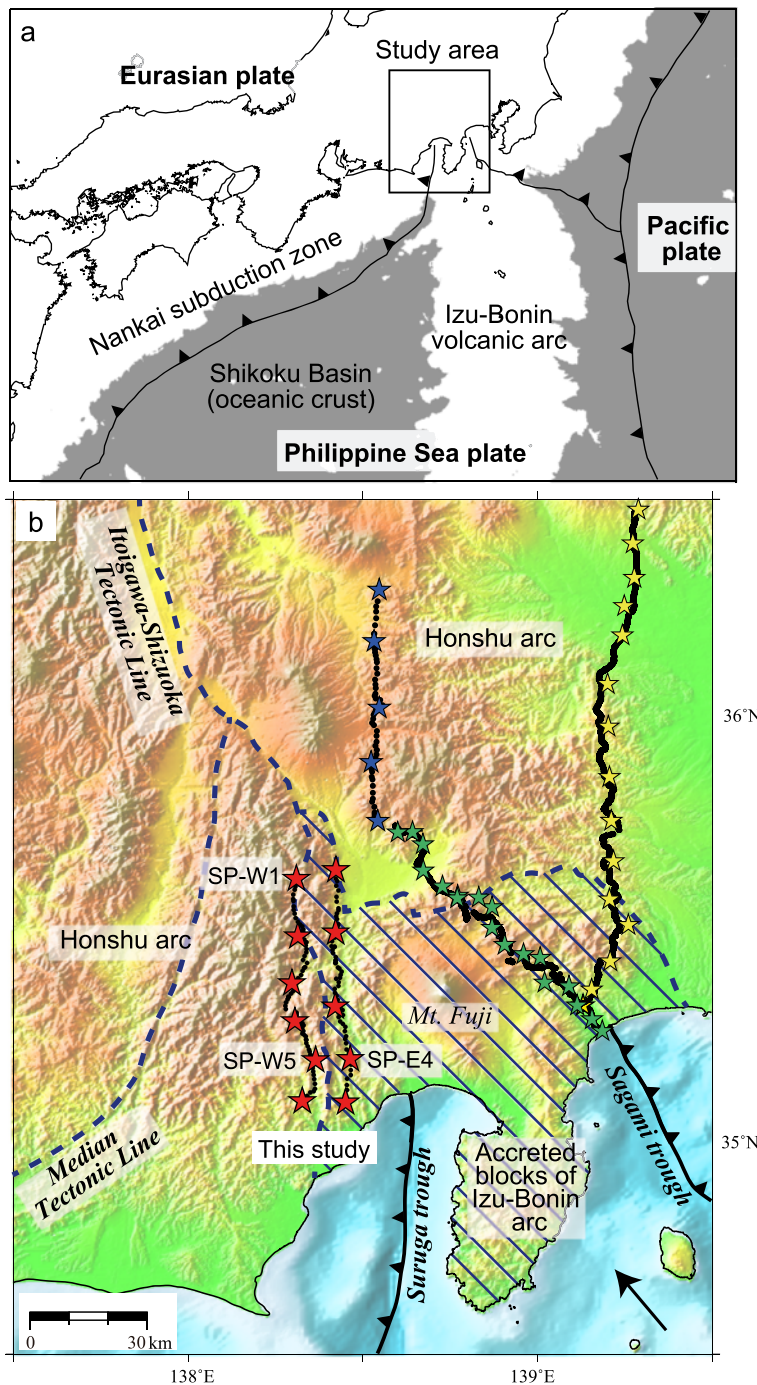 a
Study area
Eurasian plate
Pacific
plate
Nankai subduction zone
Izu-Bonin
volcanic arc
Shikoku Basin
(oceanic crust)
Philippine Sea plate
b
Itoigawa-Shizuoka
Tectonic Line
Honshu arc
36˚N
SP-W1
Honshu arc
Mt. Fuji
SP-W5
SP-E4
Sagami trough
This study
Median
Tectonic Line
35˚N
Accreted
blocks of
Izu-Bonin
arc
Suruga trough
0 30 km
138˚E 139˚E